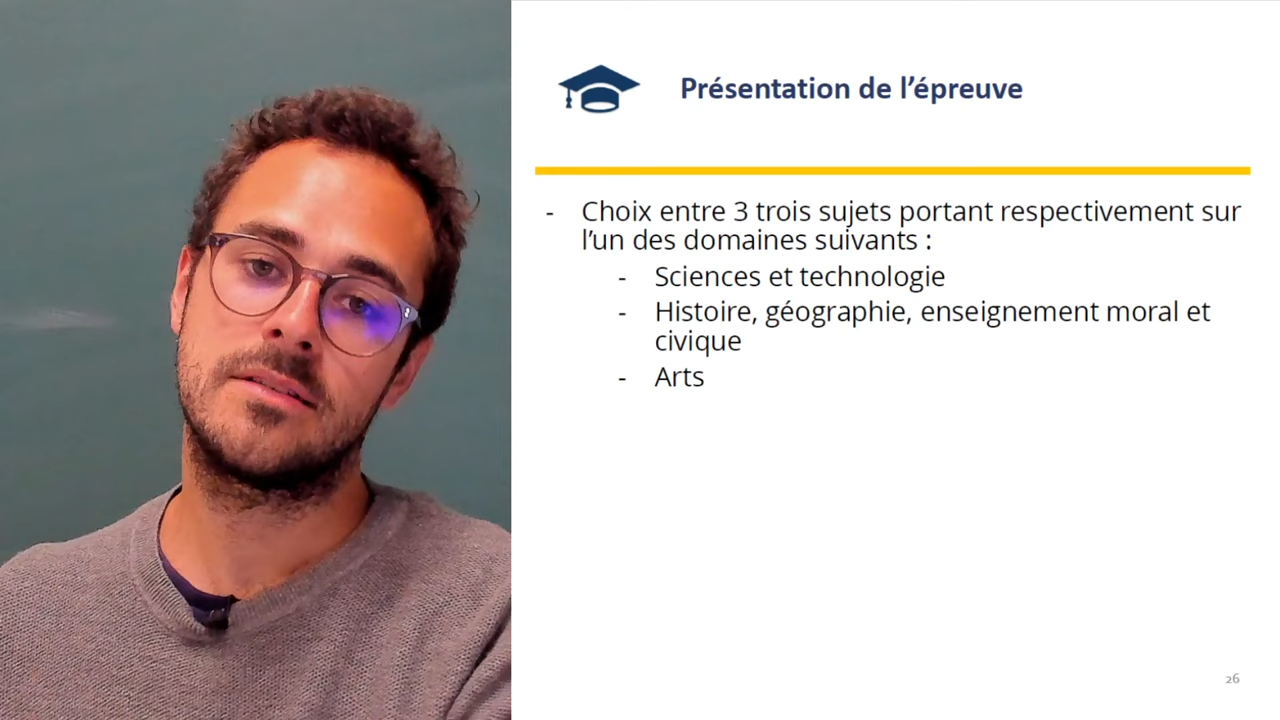 Présentation de l’épreuve
- Choix entre 3 trois sujets portant respectivement sur
l’un des domaines suivants :
- Sciences et technologie
- Histoire, géographie, enseignement moral et
civique
- Arts
26